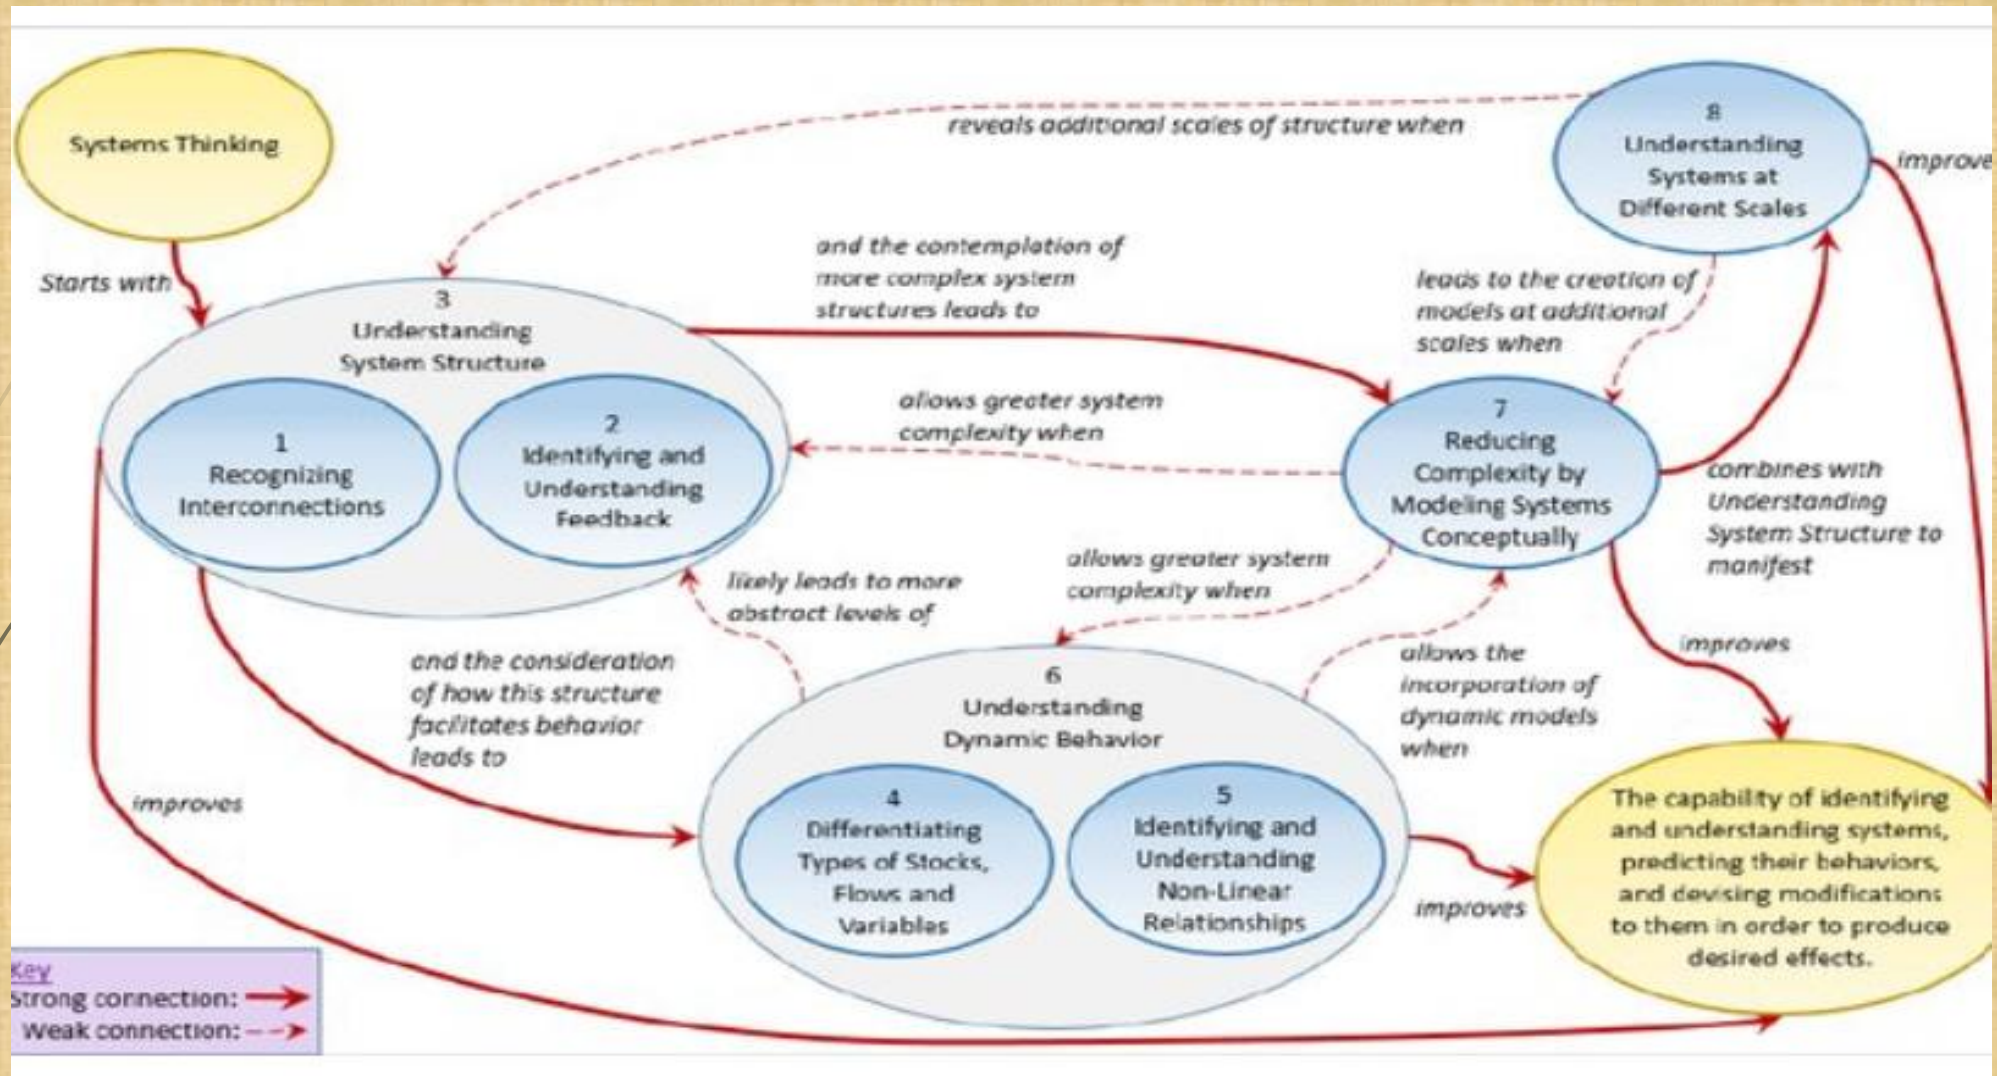 Systems Thinking
Starts with
reveals additional scales of structure when
8
Understanding
Systems at
Different Scales
improve
and the contemplation of
more complex system
structures leads to
leads to the creation of
models at additional
scales when
3
Understanding
System Structure
1
Recognizing
Interconnections
2
Identifying and
Understanding
Feedback
allows greater system
complexity when
7
Reducing
Complexity by
Modeling Systems
Conceptually
combines with
Understanding
System Structure to
manifest
likely leads to more
abstract levels of
allows greater system
complexity when
improves
and the consideration
of how this structure
facilitates behavior
leads to
allows the
incorporation of
dynamic models
when
6
Understanding
Dynamic Behavior
4
Differentiating
Types of Stocks,
Flows and
Variables
5
Identifying and
Understanding
Non-Linear
Relationships
improves
improves
The capability of identifying
and understanding systems,
predicting their behaviors,
and devising modifications
to them in order to produce
desired effects.
Key
Strong connection:
Weak connection: